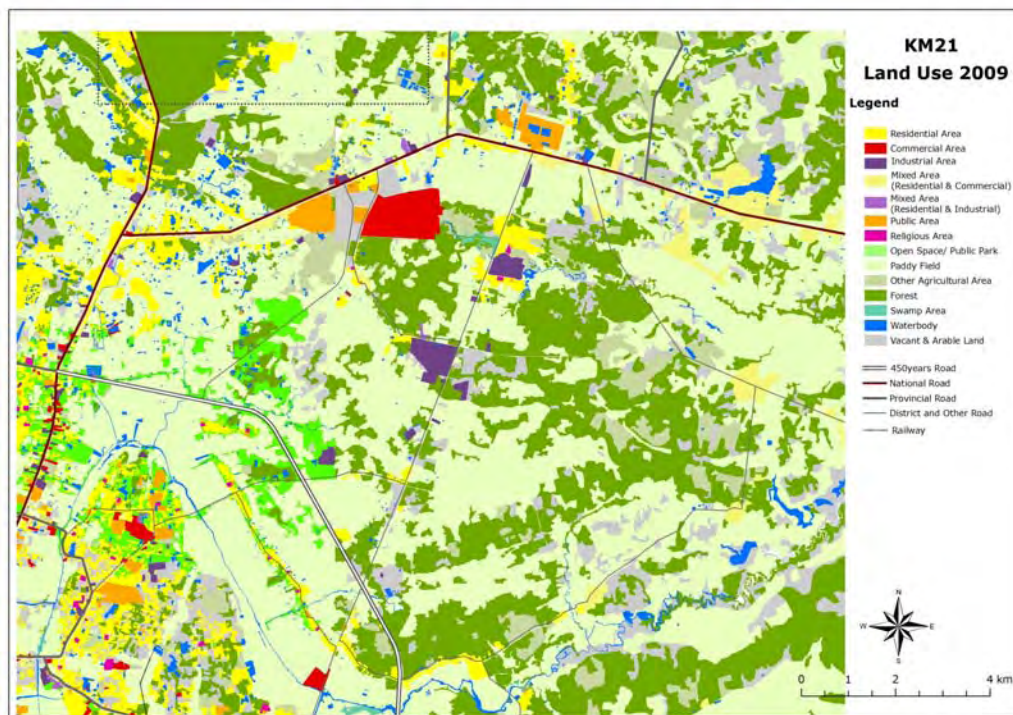 KM21
Land Use 2009
Legend
Residential Area
Commercial Area
Industrial Area
Mixed Area
(Residential & Commercial)
Mixed Area
(Residential & Industrial)
Public Area
Religious Area
Open Space/ Public Park
Paddy Field
Other Agricultural Area
Forest
Swamp Area
Waterbody
Vacant & Arable Land
450years Road
National Road
Provincial Road
District and Other Road
Railway
N
W E
S
0 1 2 4 km